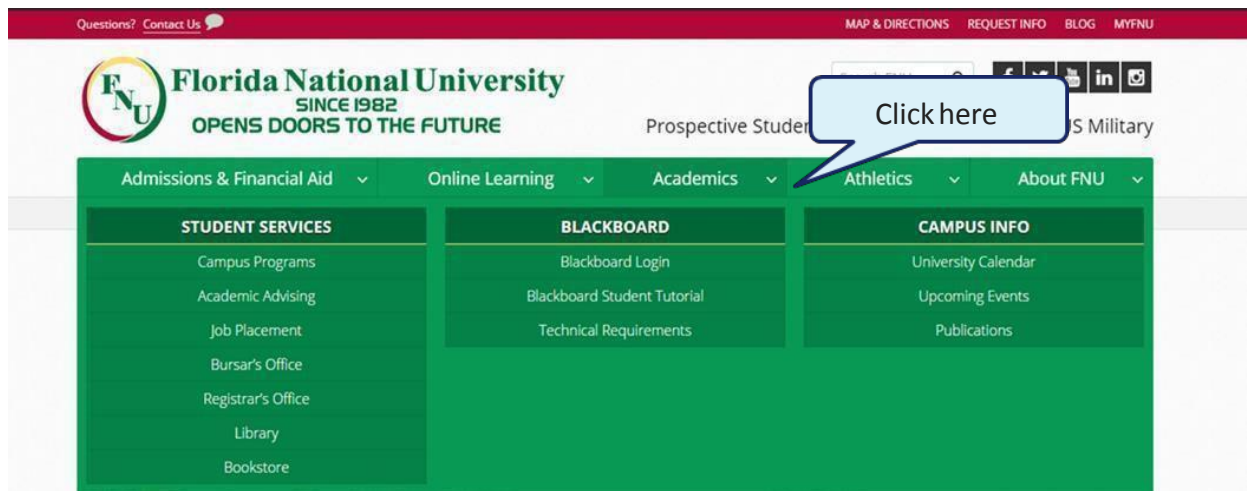 Questions? Contact Us
MAP & DIRECTIONS REQUEST INFO BLOG MYFNU
FNU
Florida National University
SINCE 1982
OPENS DOORS TO THE FUTURE
You in
Click here
Prospective US Military
Admissions & Financial Aid Online Learning Academics Athletics About FNU
STUDENT SERVICES BLACKBOARD CAMPUS INFO
Campus Programs Blackboard Login University Calendar
Academic Advising Blackboard Student Tutorial Upcoming Events
Job Placement Technical Requirements Publications
Bursar's Office
Registrar's Office
Library
Bookstore